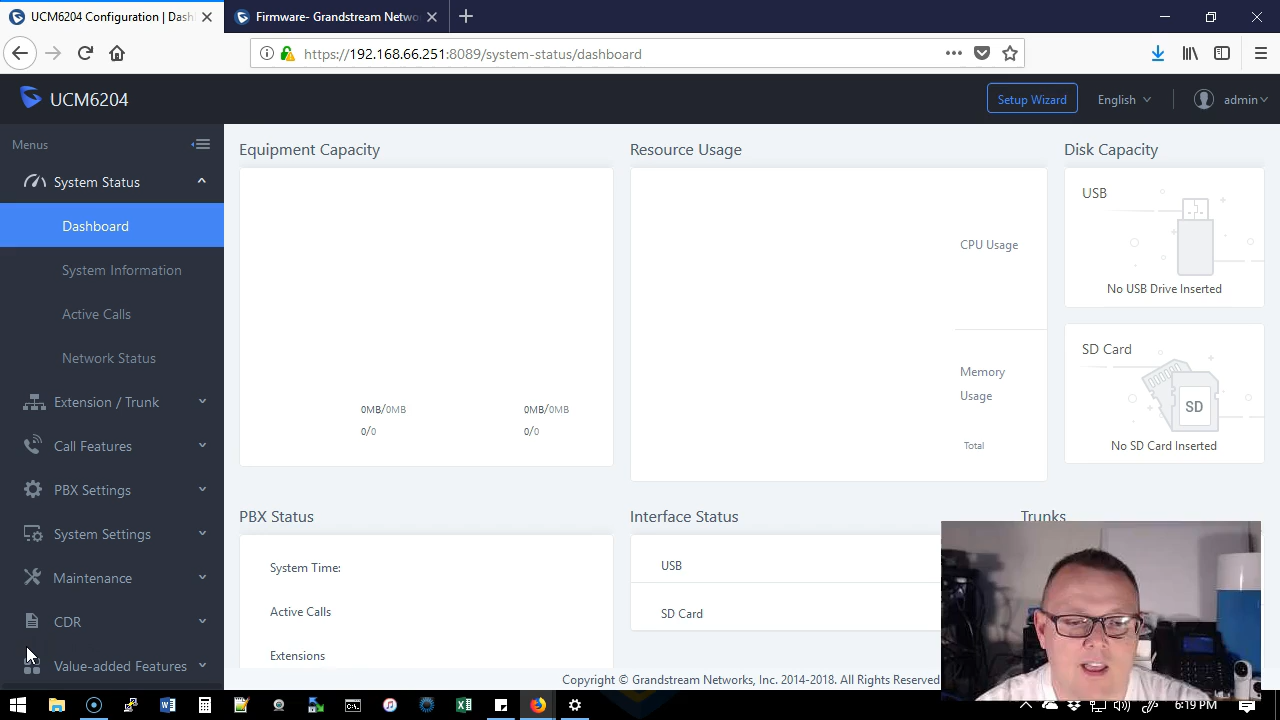 UCM6204 Configuration | Dash
Firmware- Grandstream Netwo
https://192.168.66.251:8089/system-status/dashboard
UCM6204
Setup Wizard
English
admin
Menus
System Status
Dashboard
System Information
Active Calls
Network Status
Extension / Trunk
Call Features
PBX Settings
System Settings
Maintenance
CDR
Value-added Features
Equipment Capacity
0MB/0MB
0MB/0MB
0/0
0/0
Resource Usage
CPU Usage
Memory
Usage
Total
Disk Capacity
USB
No USB Drive Inserted
SD Card
SD
No SD Card Inserted
PBX Status
System Time:
Active Calls
Extensions
Interface Status
USB
SD Card
Trunks
Copyright © Grandstream Networks, Inc. 2014-2018. All Rights Reserved
6:19 PM